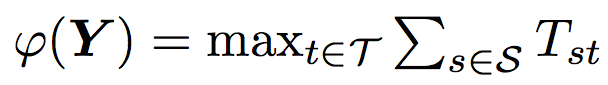 φ(Y) = max_{t∈𝒯} ∑_{s∈𝒮} T_{st}